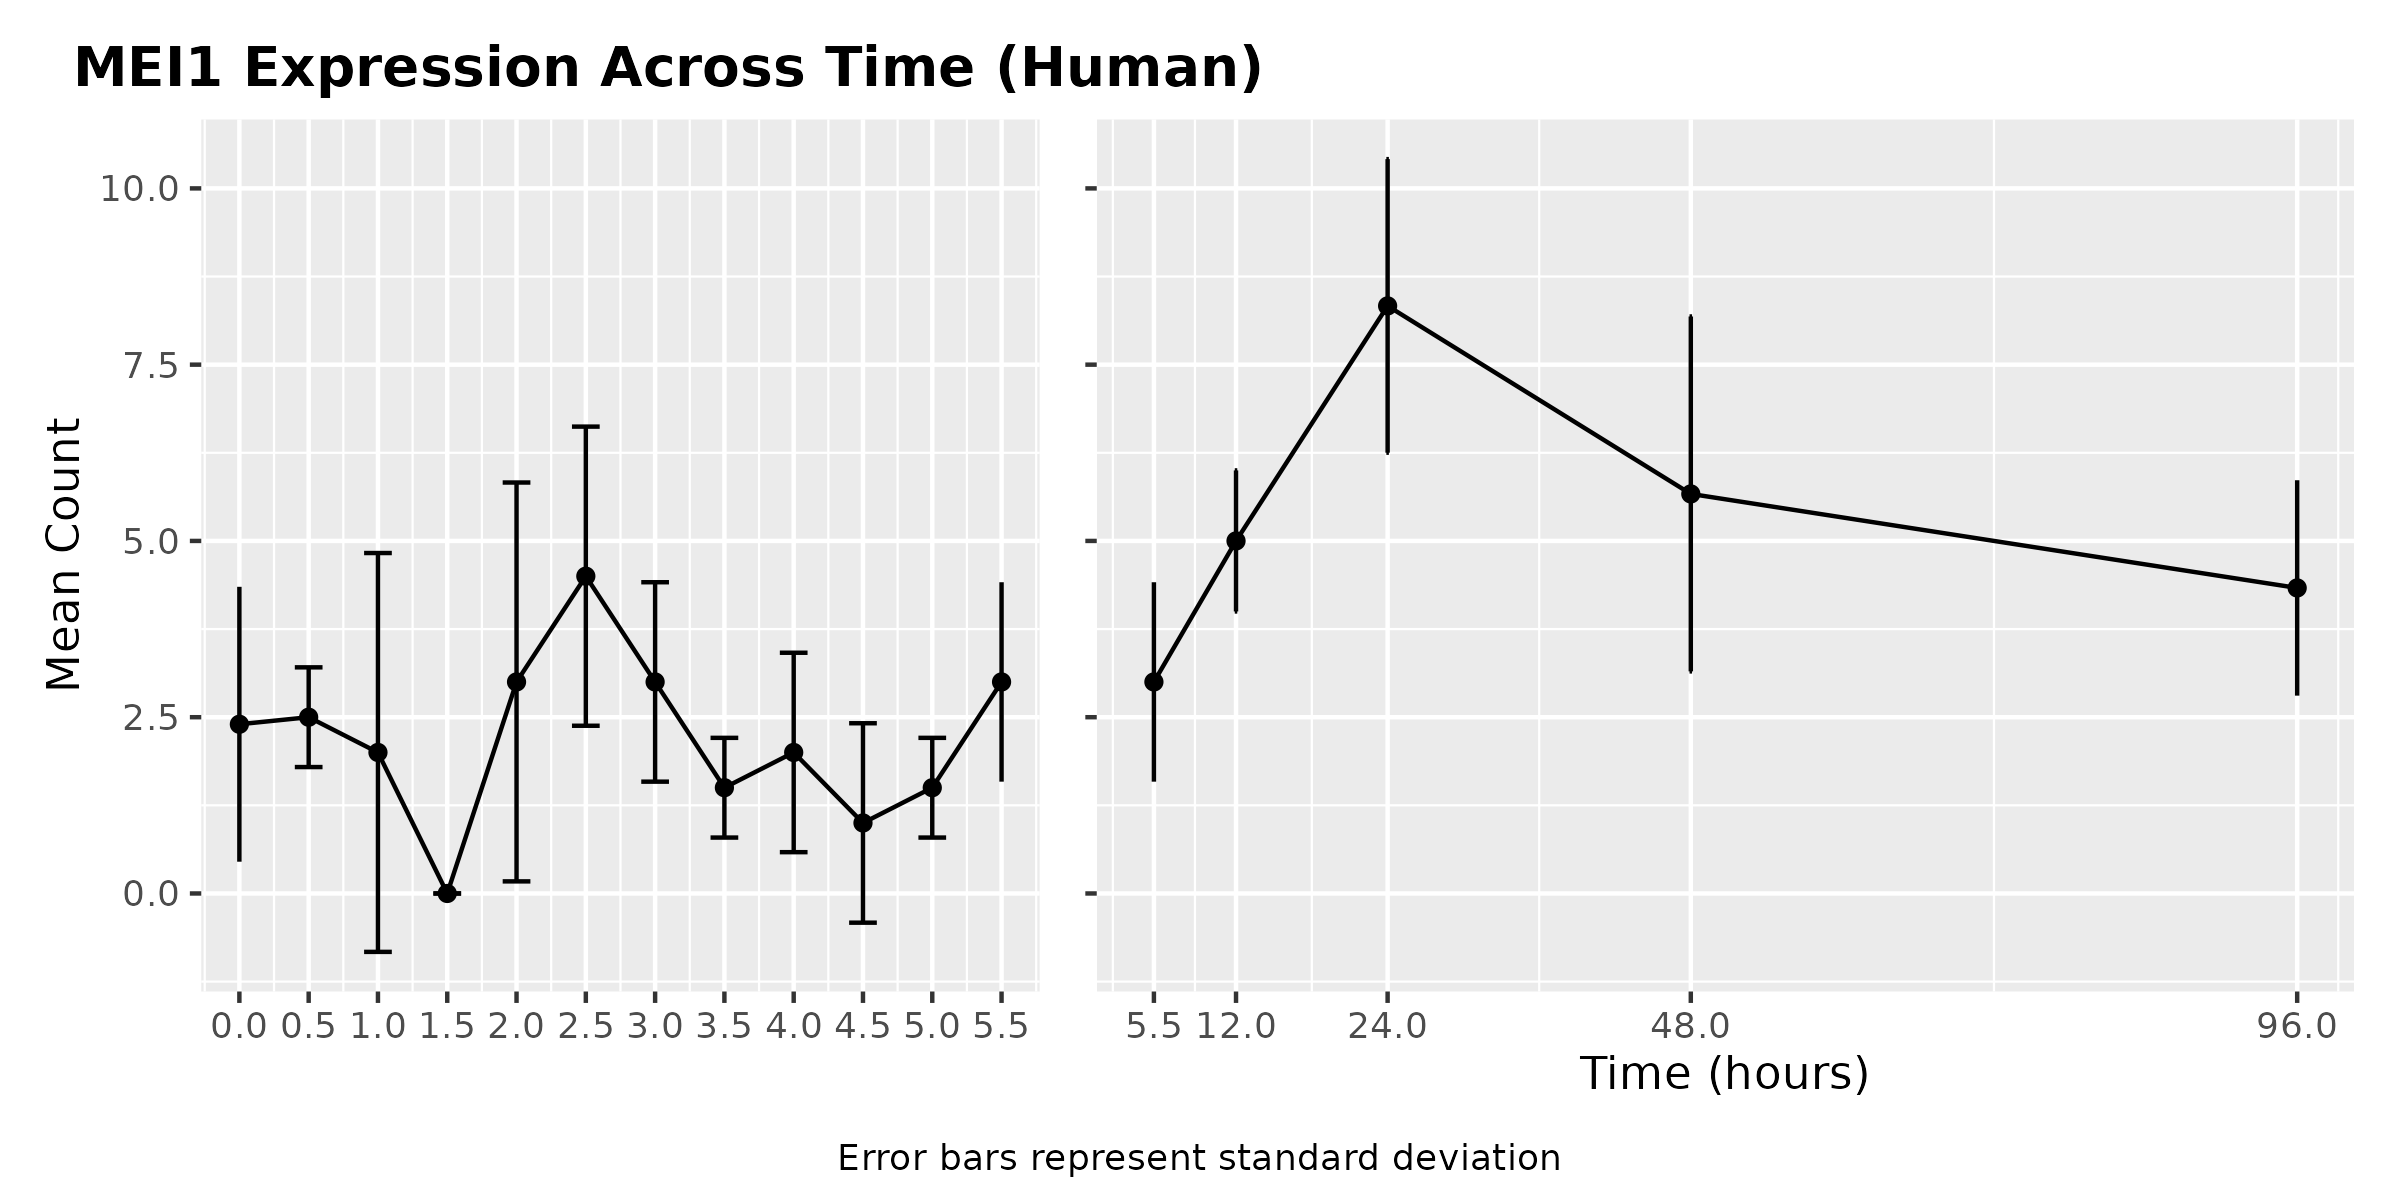 MEI1 Expression Across Time (Human)
Mean Count
10.0
7.5
5.0
2.5
0.0
0.0 0.5 1.0 1.5 2.0 2.5 3.0 3.5 4.0 4.5 5.0 5.5
5.5 12.0 24.0 48.0 96.0
Time (hours)
Error bars represent standard deviation